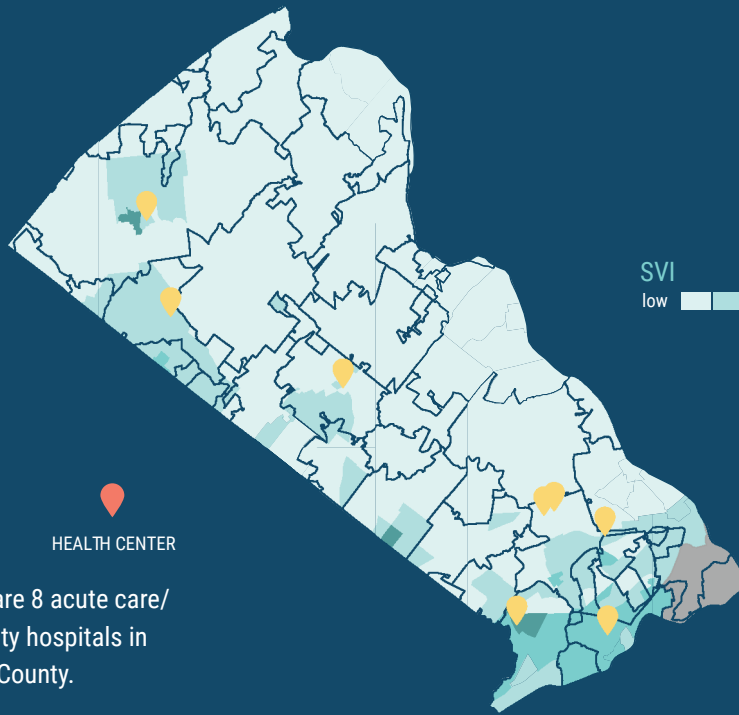 SVI
low
HEALTH CENTER
are 8 acute care/
ty hospitals in
County.